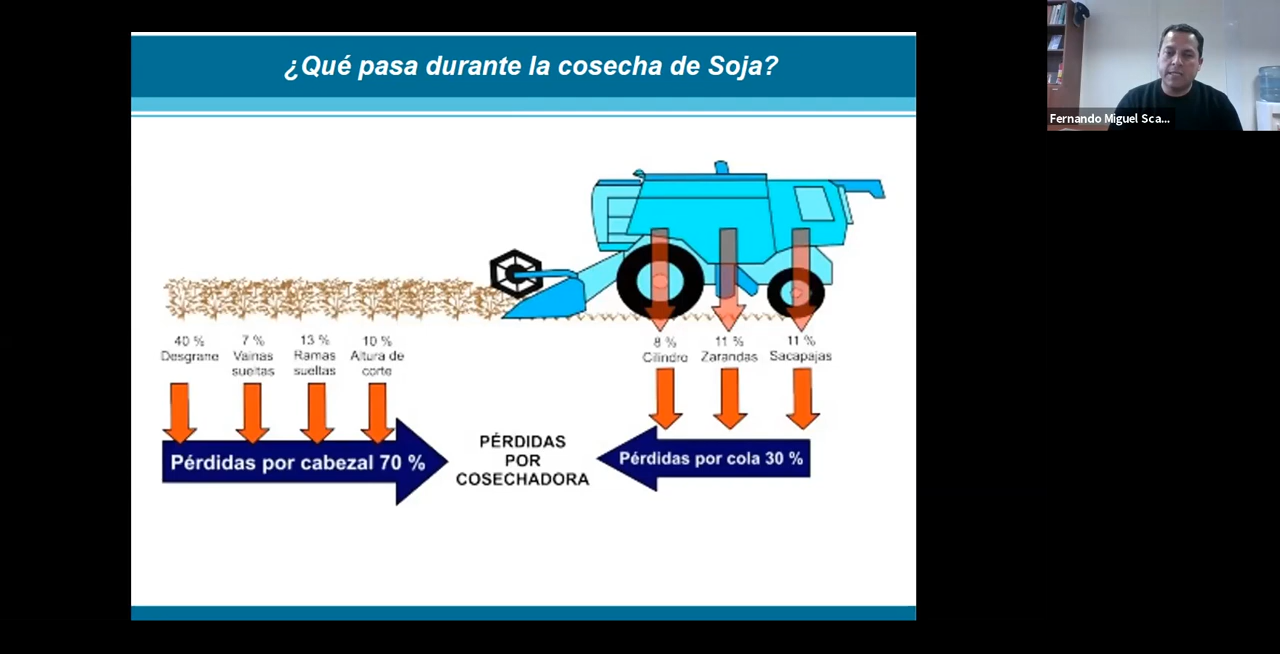 ¿Qué pasa durante la cosecha de Soja?
Fernando Miguel Sca...
40 %
Desgrane
7 %
Vainas
sueltas
13 %
Ramas
sueltas
10 %
Altura de
corte
8 %
Cilindro
11 %
Zarandas
11 %
Sacapajas
Pérdidas por cabezal 70 %
PÉRDIDAS
POR
COSECHADORA
Pérdidas por cola 30 %